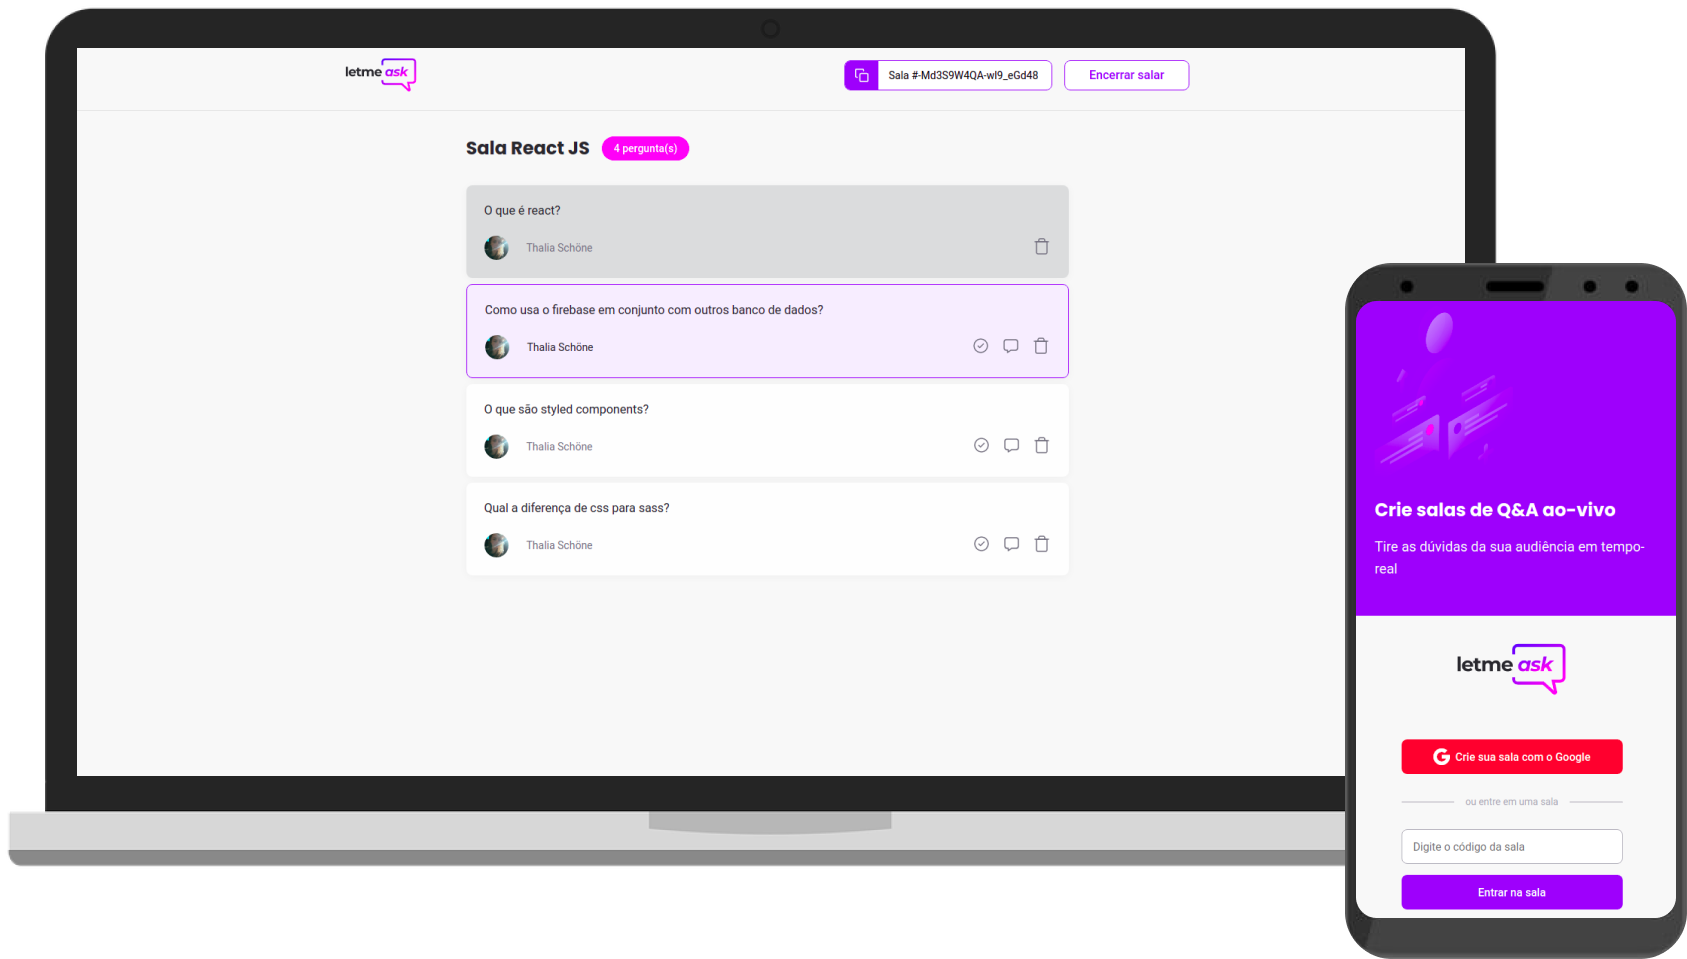 letme ask
Sala #-Md3S9W4QA-wl9_eGd48
Encerrar salar
Sala React JS
4 pergunta(s)
O que é react?
Thalia Schöne
Como usa o firebase em conjunto com outros banco de dados?
Thalia Schöne
O que são styled components?
Thalia Schöne
Qual a diferença de css para sass?
Thalia Schöne
Crie salas de Q&A ao-vivo
Tire as dúvidas da sua audiência em tempo-
real
letme ask
G Crie sua sala com o Google
ou entre em uma sala
Digite o código da sala
Entrar na sala